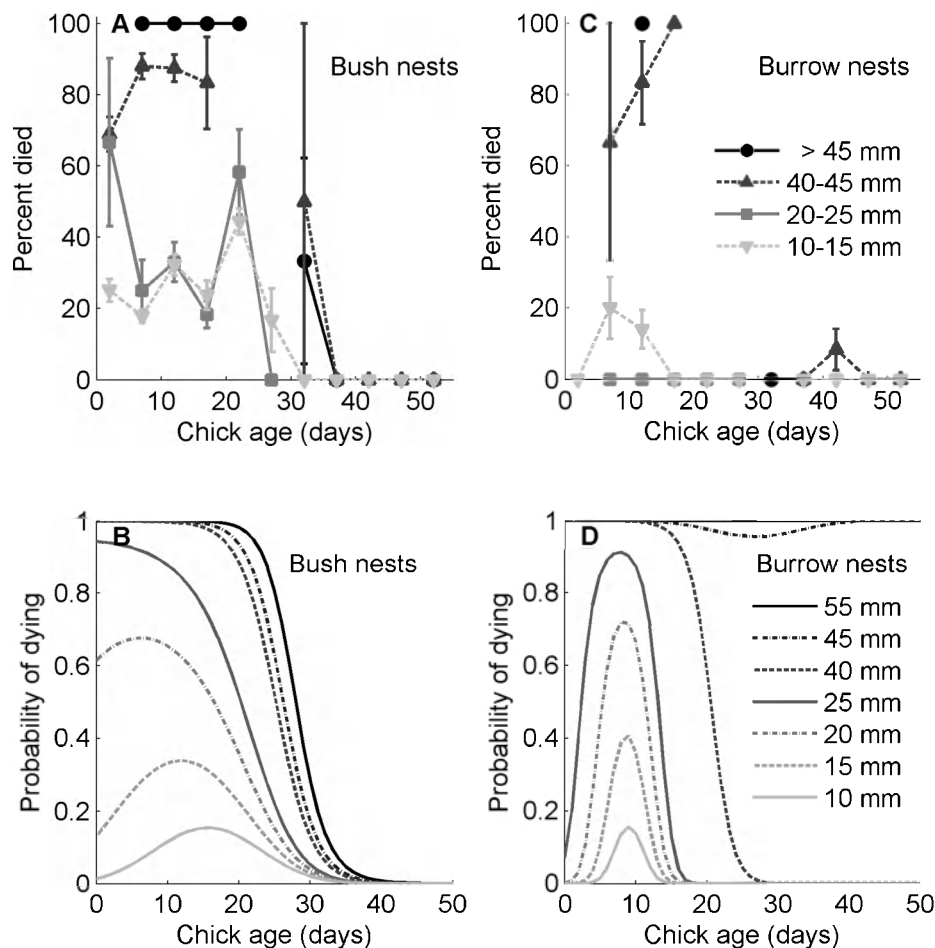 A
Bush nests
Percent died
100
80
60
40
20
0
0 10 20 30 40 50
Chick age (days)
C
Burrow nests
> 45 mm
40-45 mm
20-25 mm
10-15 mm
Percent died
100
80
60
40
20
0
0 10 20 30 40 50
Chick age (days)
B
Bush nests
Probability of dying
1
0.8
0.6
0.4
0.2
0
0 10 20 30 40 50
Chick age (days)
D
Burrow nests
55 mm
45 mm
40 mm
25 mm
20 mm
15 mm
10 mm
Probability of dying
1
0.8
0.6
0.4
0.2
0
0 10 20 30 40 50
Chick age (days)